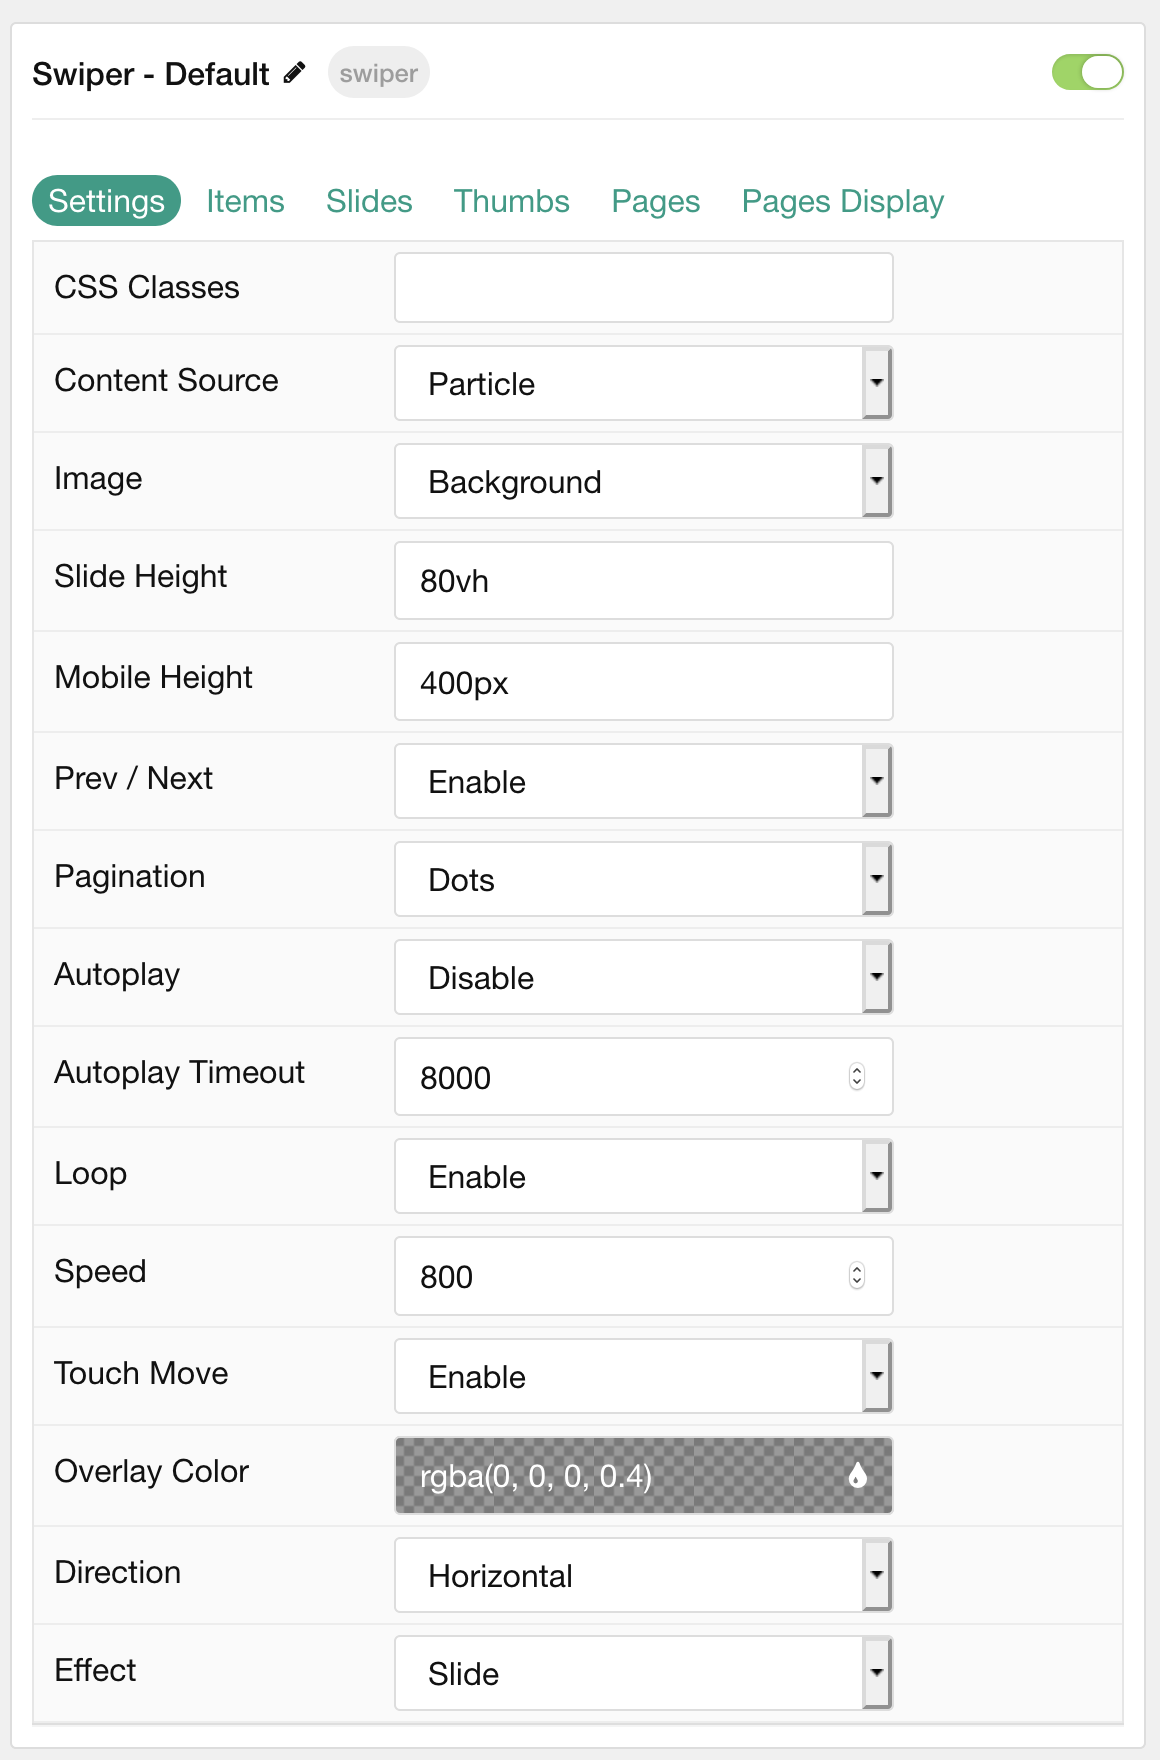 Swiper - Default swiper
Settings Items Slides Thumbs Pages Pages Display
CSS Classes
Content Source Particle
Image Background
Slide Height 80vh
Mobile Height 400px
Prev / Next Enable
Pagination Dots
Autoplay Disable
Autoplay Timeout 8000
Loop Enable
Speed 800
Touch Move Enable
Overlay Color rgba(0, 0, 0, 0.4)
Direction Horizontal
Effect Slide